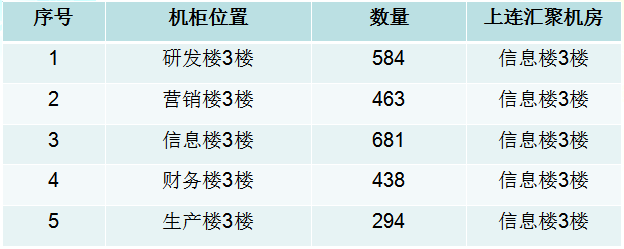 序号 机柜位置 数量 上连汇聚机房
1 研发楼3楼 584 信息楼3楼
2 营销楼3楼 463 信息楼3楼
3 信息楼3楼 681 信息楼3楼
4 财务楼3楼 438 信息楼3楼
5 生产楼3楼 294 信息楼3楼